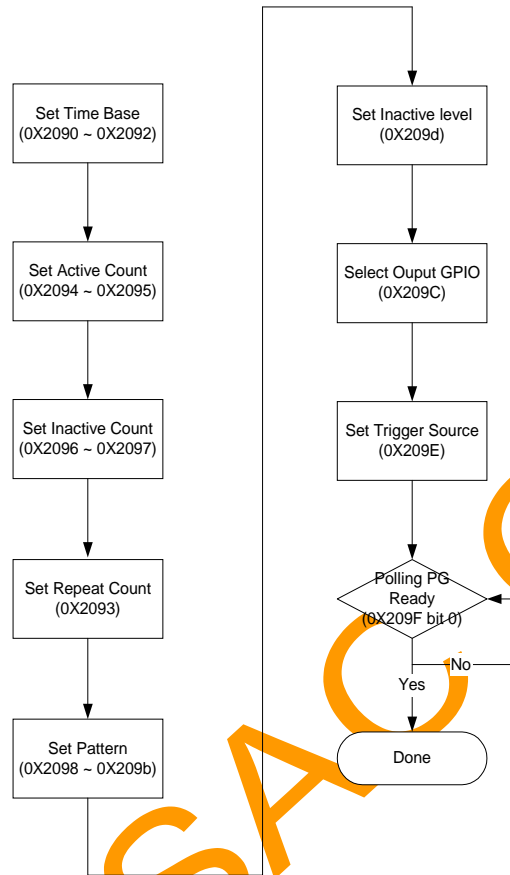 Set Time Base
(0X2090 ~ 0X2092)
Set Active Count
(0X2094 ~ 0X2095)
Set Inactive Count
(0X2096 ~ 0X2097)
Set Repeat Count
(0X2093)
Set Pattern
(0X2098 ~ 0X209b)
Set Inactive level
(0X209d)
Select Ouput GPIO
(0X209C)
Set Trigger Source
(0X209E)
Polling PG
Ready
(0X209F bit 0)
No
Yes
Done
SAC